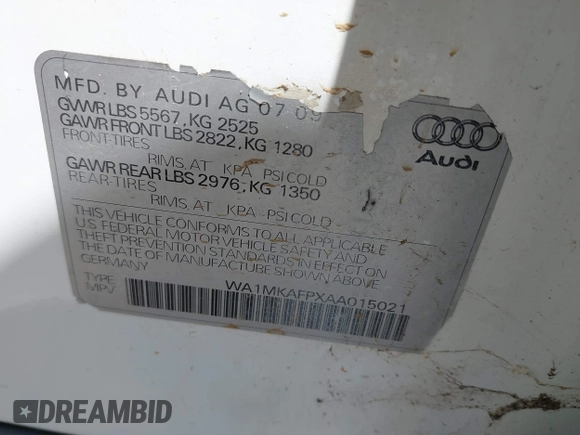 MFD. BY AUDI AG 07 09
GVWR LBS 5567, KG 2525
GAWR FRONT LBS 2822, KG 1280
FRONT-TIRES
RIMS, AT KPA PSI COLD
GAWR REAR LBS 2976, KG 1350
REAR-TIRES
RIMS, AT KPA PSI COLD
THIS VEHICLE CONFORMS TO ALL APPLICABLE
U.S. FEDERAL MOTOR VEHICLE SAFETY AND
THEFT PREVENTION STANDARDS IN EFFECT ON
THE DATE OF MANUFACTURE SHOWN ABOVE
GERMANY
TYPE
MPV
WA1MKAFPXAA015021
Audi
DREAMBID